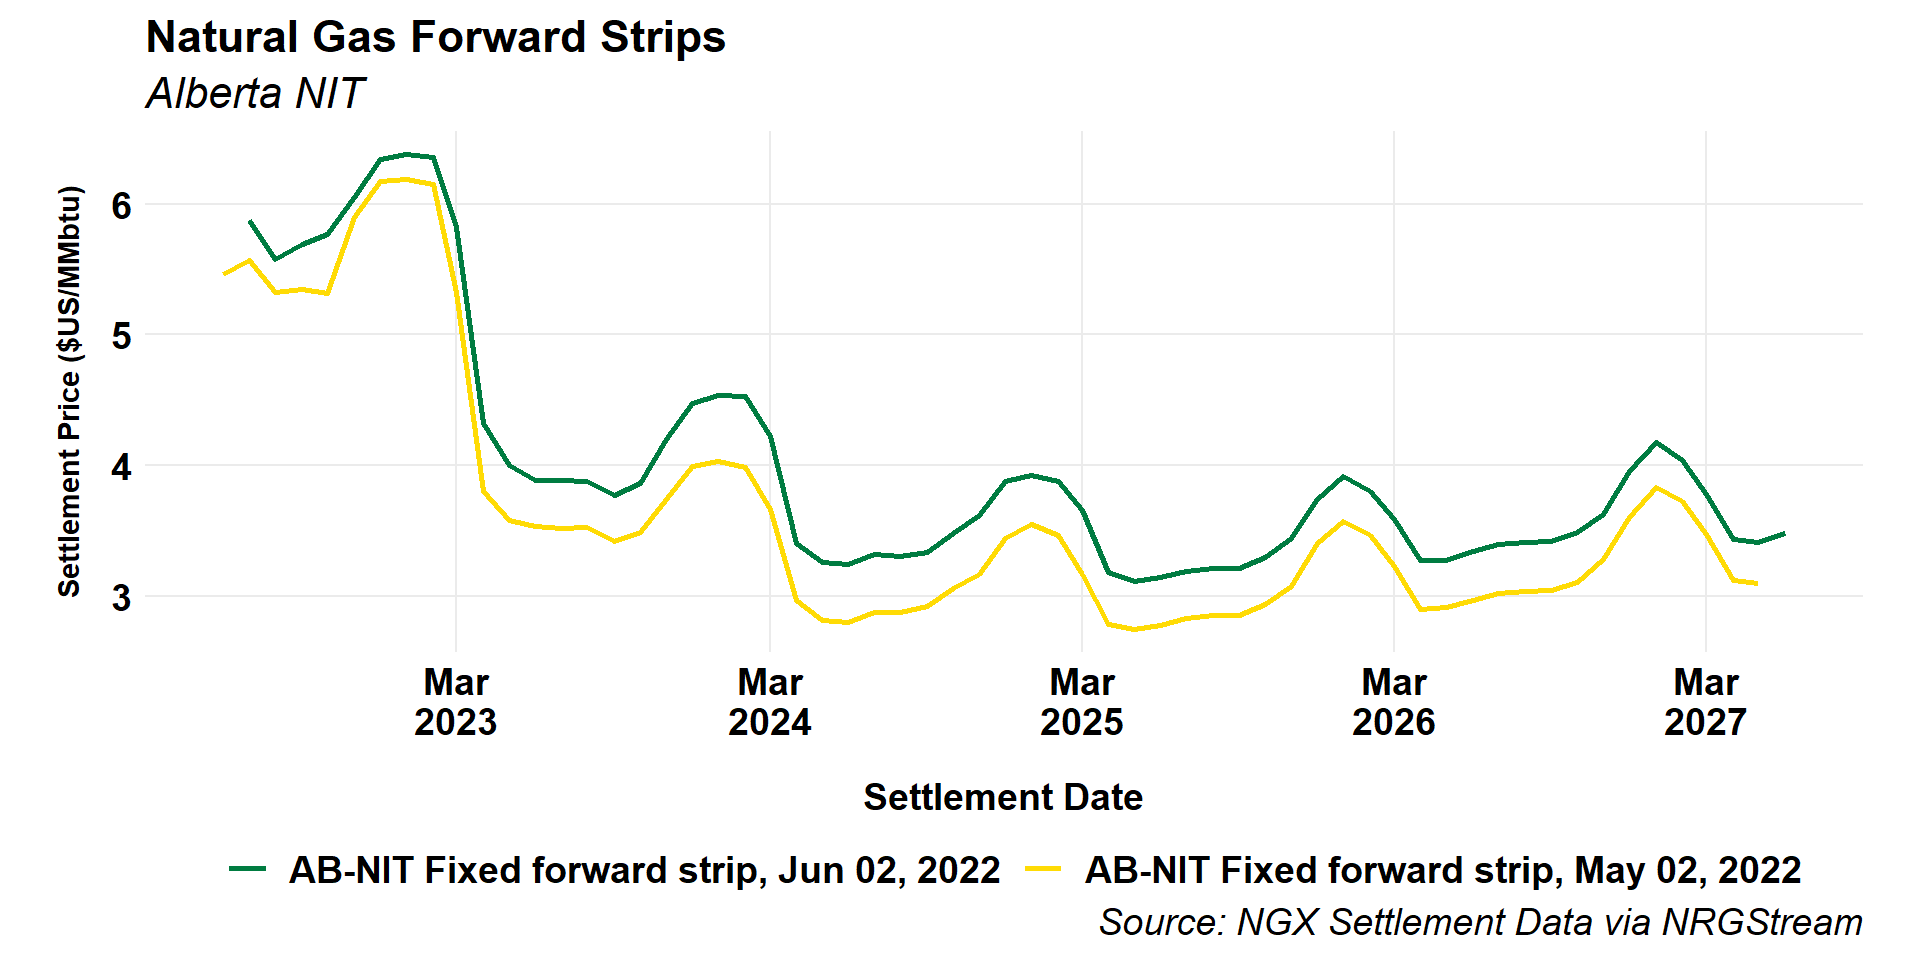 Natural Gas Forward Strips
Alberta NIT
Settlement Price ($US/MMbtu)
6
5
4
3
Mar
2023
Mar
2024
Mar
2025
Mar
2026
Mar
2027
Settlement Date
AB-NIT Fixed forward strip, Jun 02, 2022
AB-NIT Fixed forward strip, May 02, 2022
Source: NGX Settlement Data via NRGStream